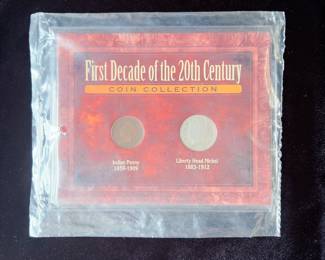 First Decade of the 20th Century
COIN COLLECTION
Indian Penny
1859-1909
Liberty Head Nickel
1883-1912